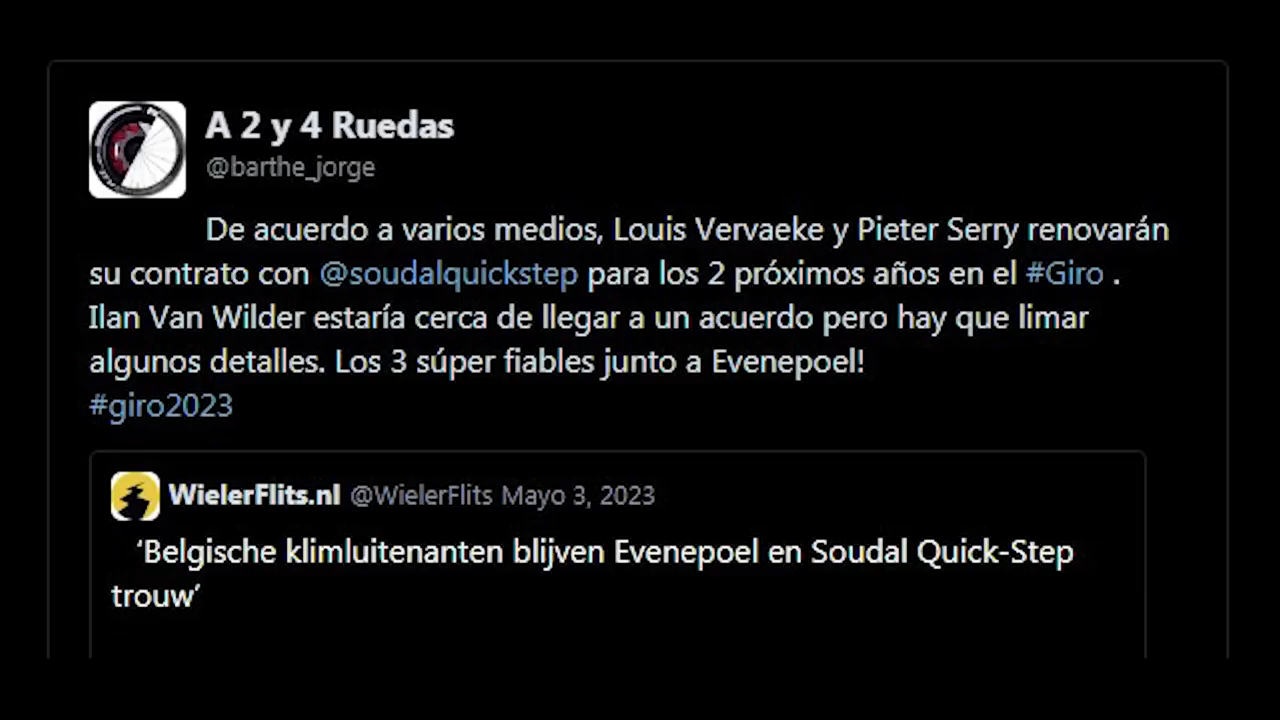 A 2 y 4 Ruedas
@barthe_jorge
De acuerdo a varios medios, Louis Vervaeke y Pieter Serry renovarán
su contrato con @soudalquickstep para los 2 próximos años en el #Giro .
Ilan Van Wilder estaría cerca de llegar a un acuerdo pero hay que limar
algunos detalles. Los 3 súper fiables junto a Evenepoel!
#giro2023
WielerFlits.nl @WielerFlits Mayo 3, 2023
‘Belgische klimluitenanten blijven Evenepoel en Soudal Quick-Step
trouw’